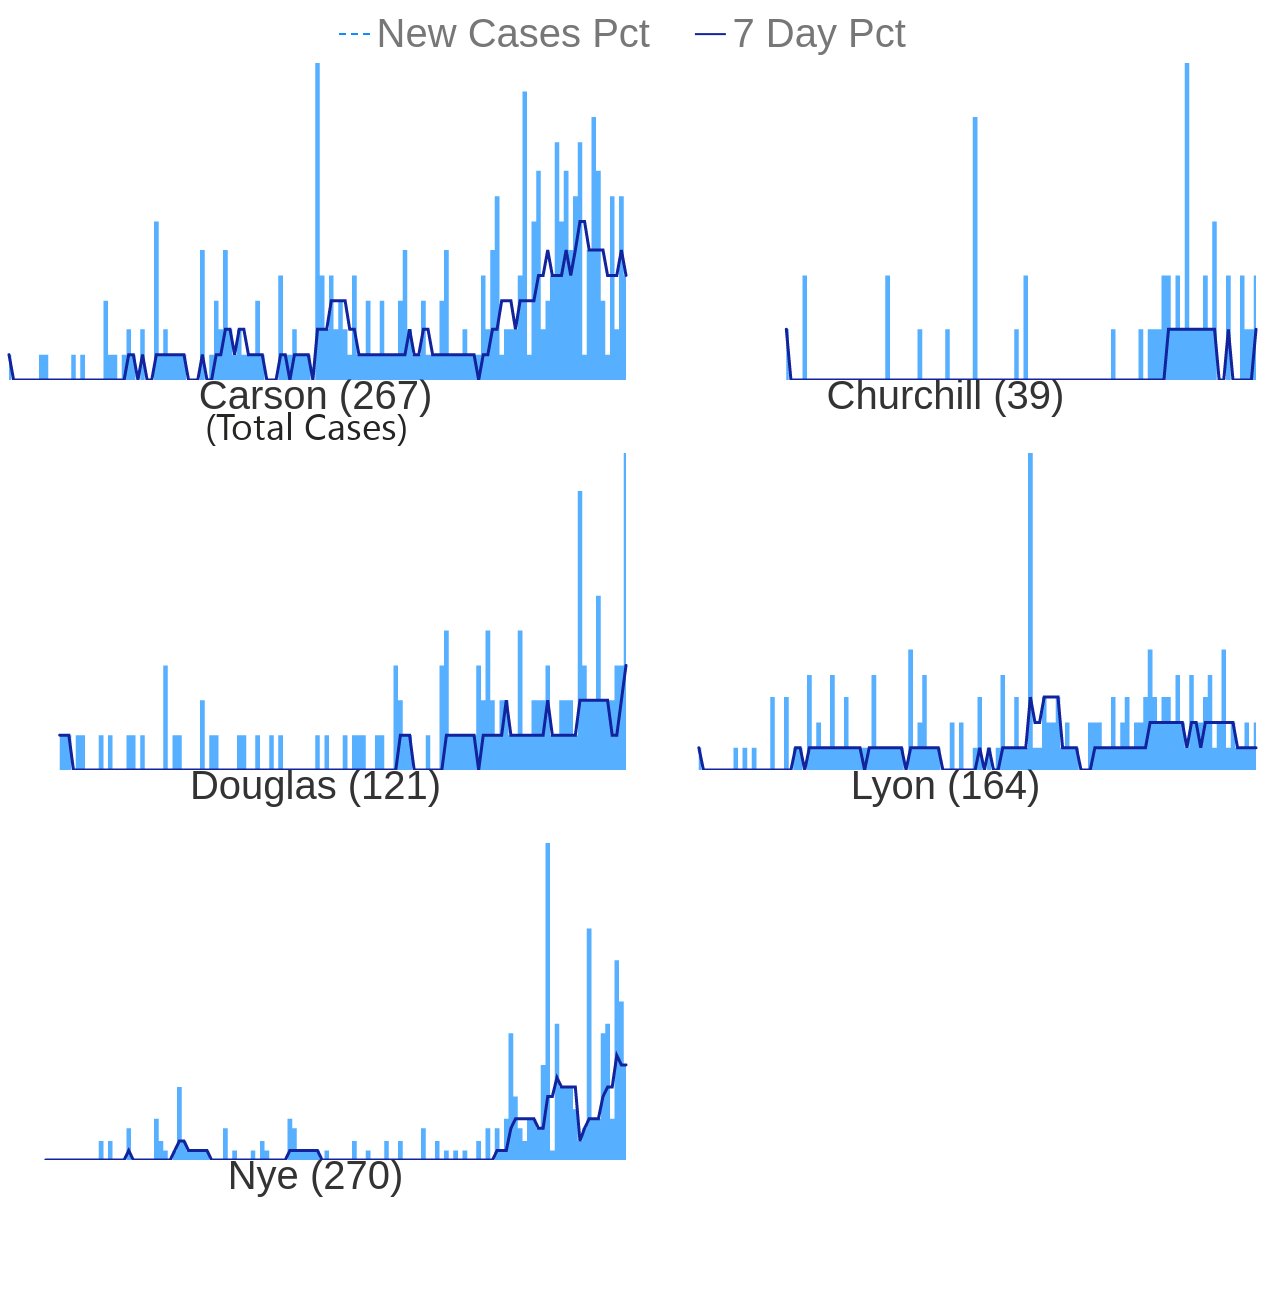 New Cases Pct 7 Day Pct
Carson (267)
(Total Cases)
Churchill (39)
Douglas (121)
Lyon (164)
Nye (270)